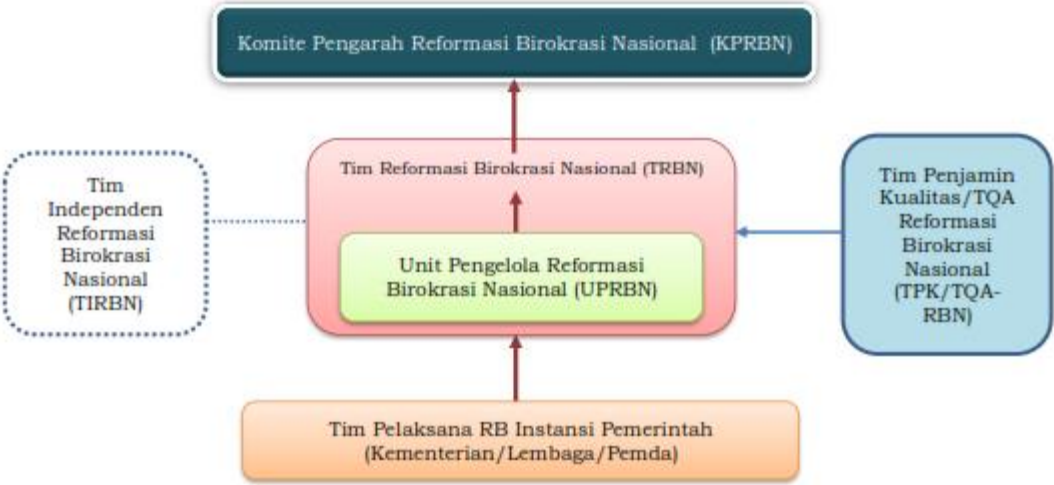 Komite Pengarah Reformasi Birokrasi Nasional (KPRBN)
Tim Reformasi Birokrasi Nasional (TRBN)
Tim
Independen
Reformasi
Birokrasi
Nasional
(TIRBN)
Unit Pengelola Reformasi
Birokrasi Nasional (UPRBN)
Tim Penjamin
Kualitas/TQA
Reformasi
Birokrasi
Nasional
(TPK/TQA-
RBN)
Tim Pelaksana RB Instansi Pemerintah
(Kementerian/Lembaga/Pemda)